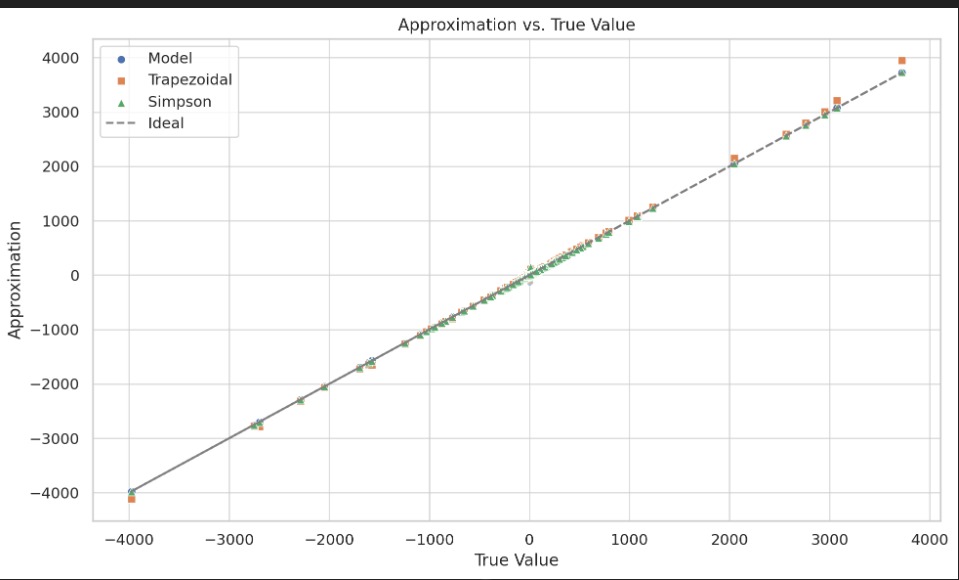 Approximation vs. True Value
Model
Trapezoidal
Simpson
Ideal
Approximation
4000
3000
2000
1000
0
−1000
−2000
−3000
−4000
−4000 −3000 −2000 −1000 0 1000 2000 3000 4000
True Value